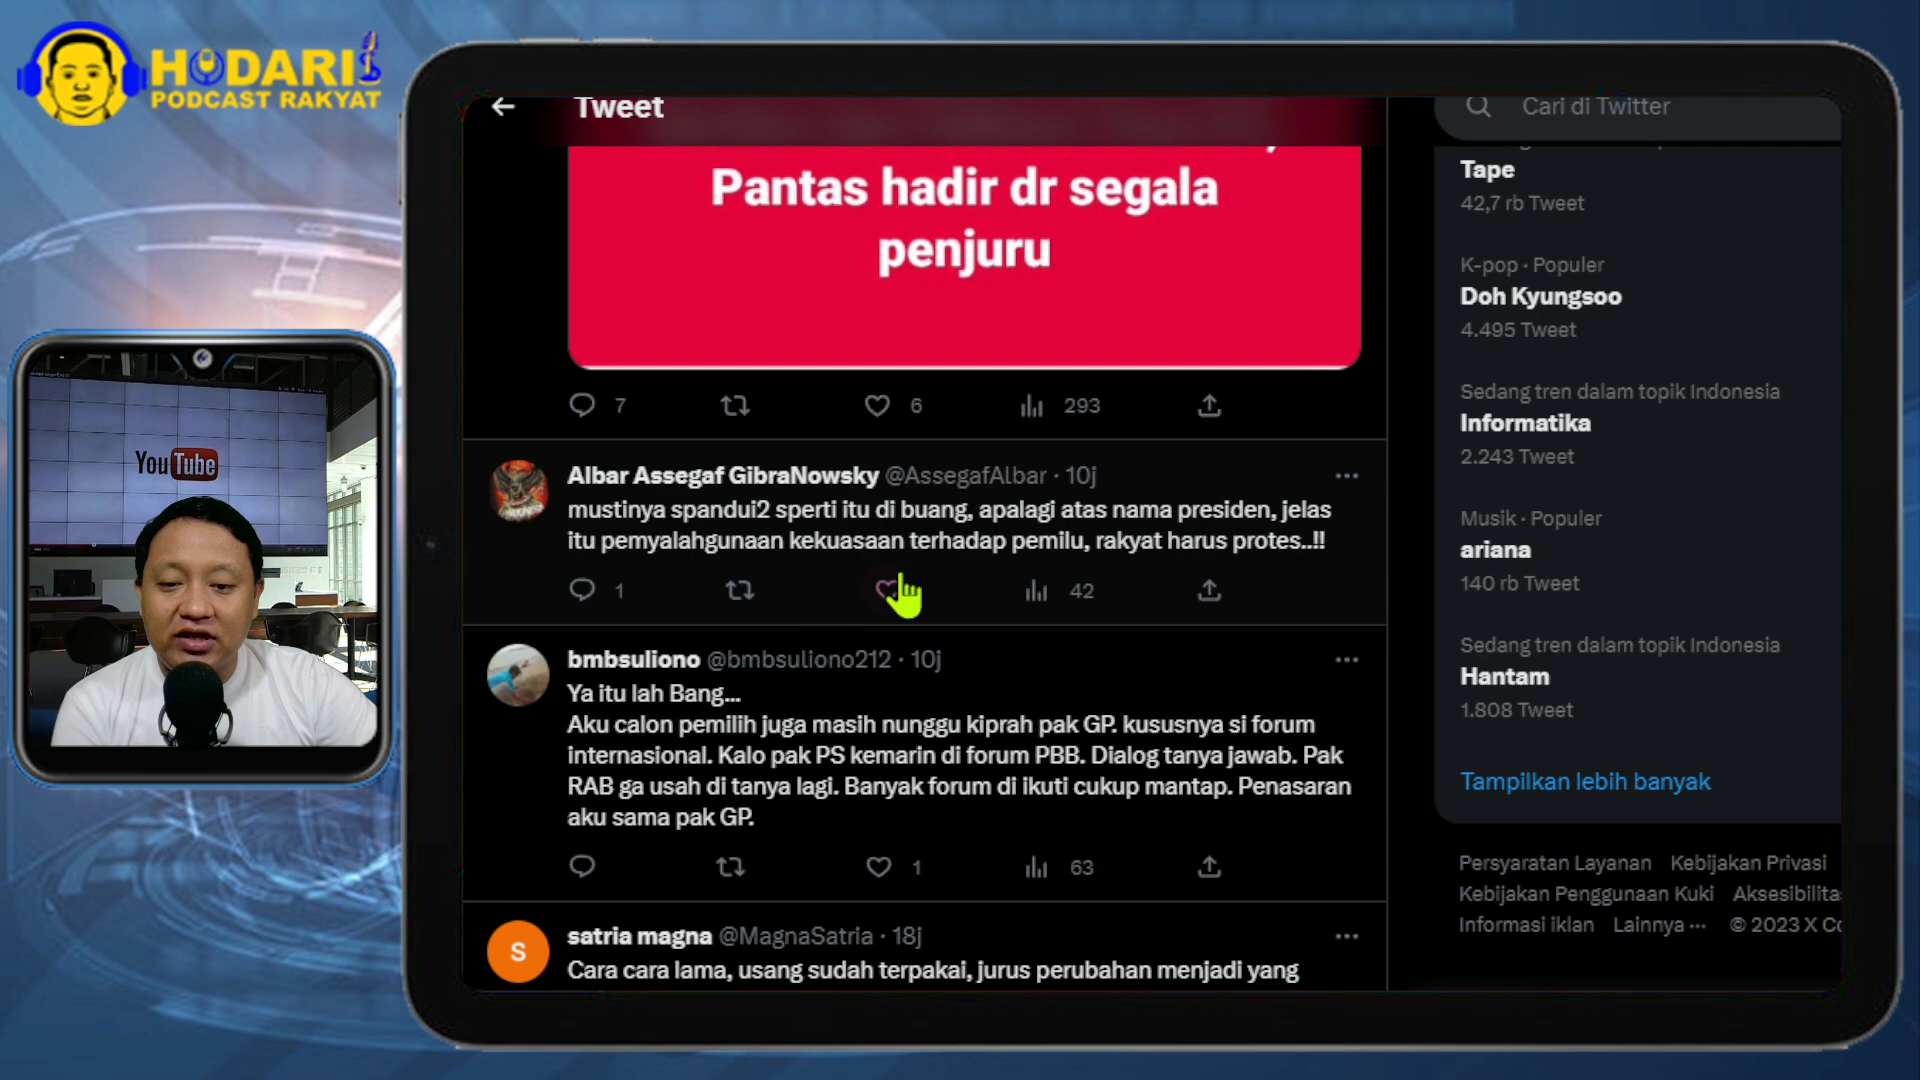 HODARI
PODCAST RAKYAT
YouTube
Tweet
Pantas hadir dr segala
penjuru
7
6
293
Albar Assegaf GibraNowsky @AssegafAlbar · 10j
mustinya spandui2 sperti itu di buang, apalagi atas nama presiden, jelas
itu pemyalahgunaan kekuasaan terhadap pemilu, rakyat harus protes..!!
1
42
bmbsuliono @bmbsuliono212 · 10j
Ya itu lah Bang...
Aku calon pemilih juga masih nunggu kiprah pak GP. kususnya si forum
internasional. Kalo pak PS kemarin di forum PBB. Dialog tanya jawab. Pak
RAB ga usah di tanya lagi. Banyak forum di ikuti cukup mantap. Penasaran
aku sama pak GP.
1
63
S
satria magna @MagnaSatria · 18j
Cara cara lama, usang sudah terpakai, jurus perubahan menjadi yang
Cari di Twitter
Tape
42,7 rb Tweet
K-pop · Populer
Doh Kyungsoo
4.495 Tweet
Sedang tren dalam topik Indonesia
Informatika
2.243 Tweet
Musik · Populer
ariana
140 rb Tweet
Sedang tren dalam topik Indonesia
Hantam
1.808 Tweet
Tampilkan lebih banyak
Persyaratan Layanan Kebijakan Privasi
Kebijakan Penggunaan Kuki Aksesibilita
Informasi iklan Lainnya ··· © 2023 X Co